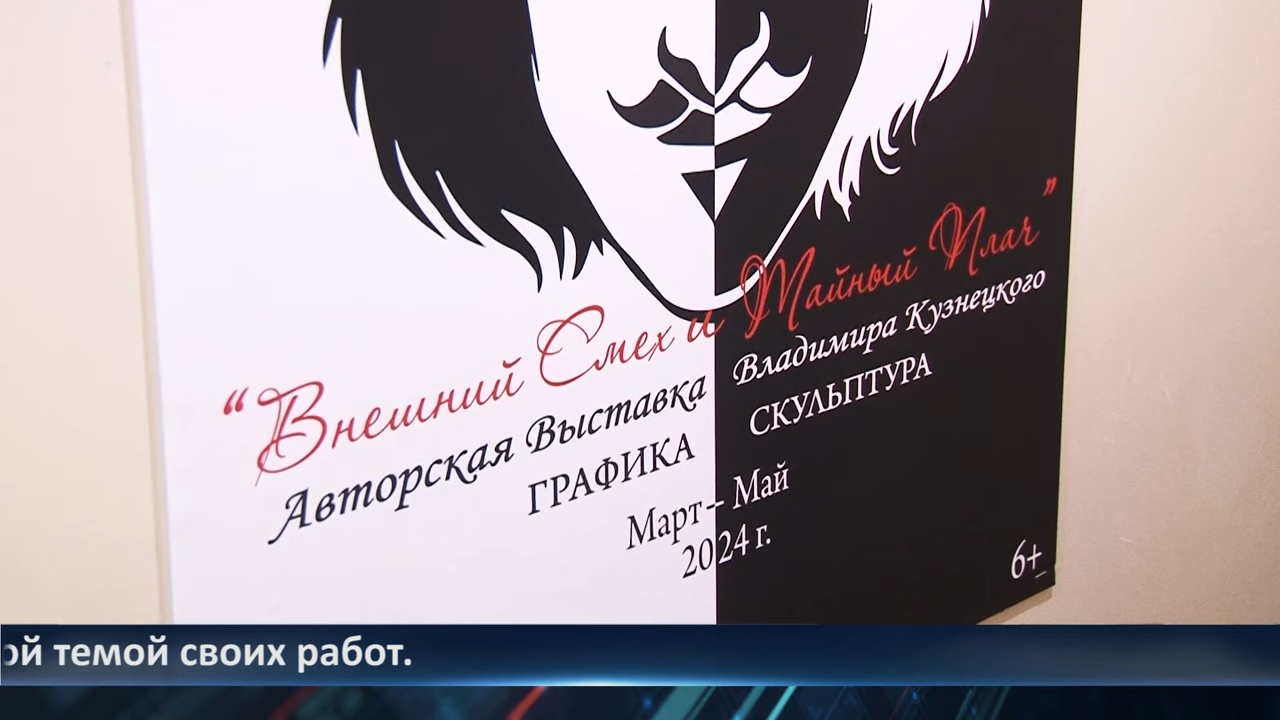 “Внешний Смех и Тайный Плач”
Авторская Выставка Владимира Кузнецкого
ГРАФИКА СКУЛЬПТУРА
Март – Май
2024 г.
6+
ой темой своих работ.